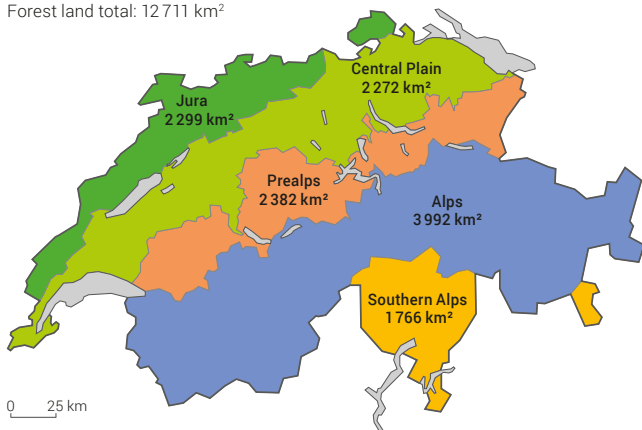 Forest land total: 12 711 km²
Central Plain
2 272 km²
Jura
2 299 km²
Prealps
2 382 km²
Alps
3 992 km²
Southern Alps
1 766 km²
0 25 km